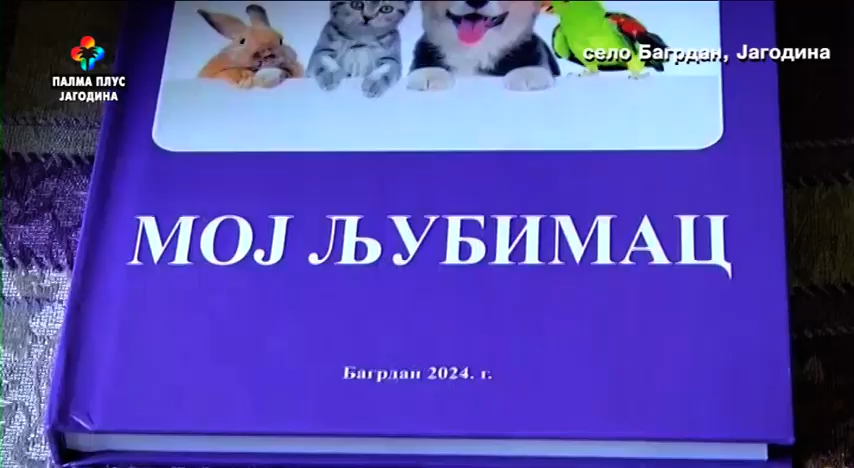 ПАЛМА ПЛУС
ЈАГОДИНА
село Багрдан, Јагодина
МОЈ ЉУБИМАЦ
Багрдан 2024. г.